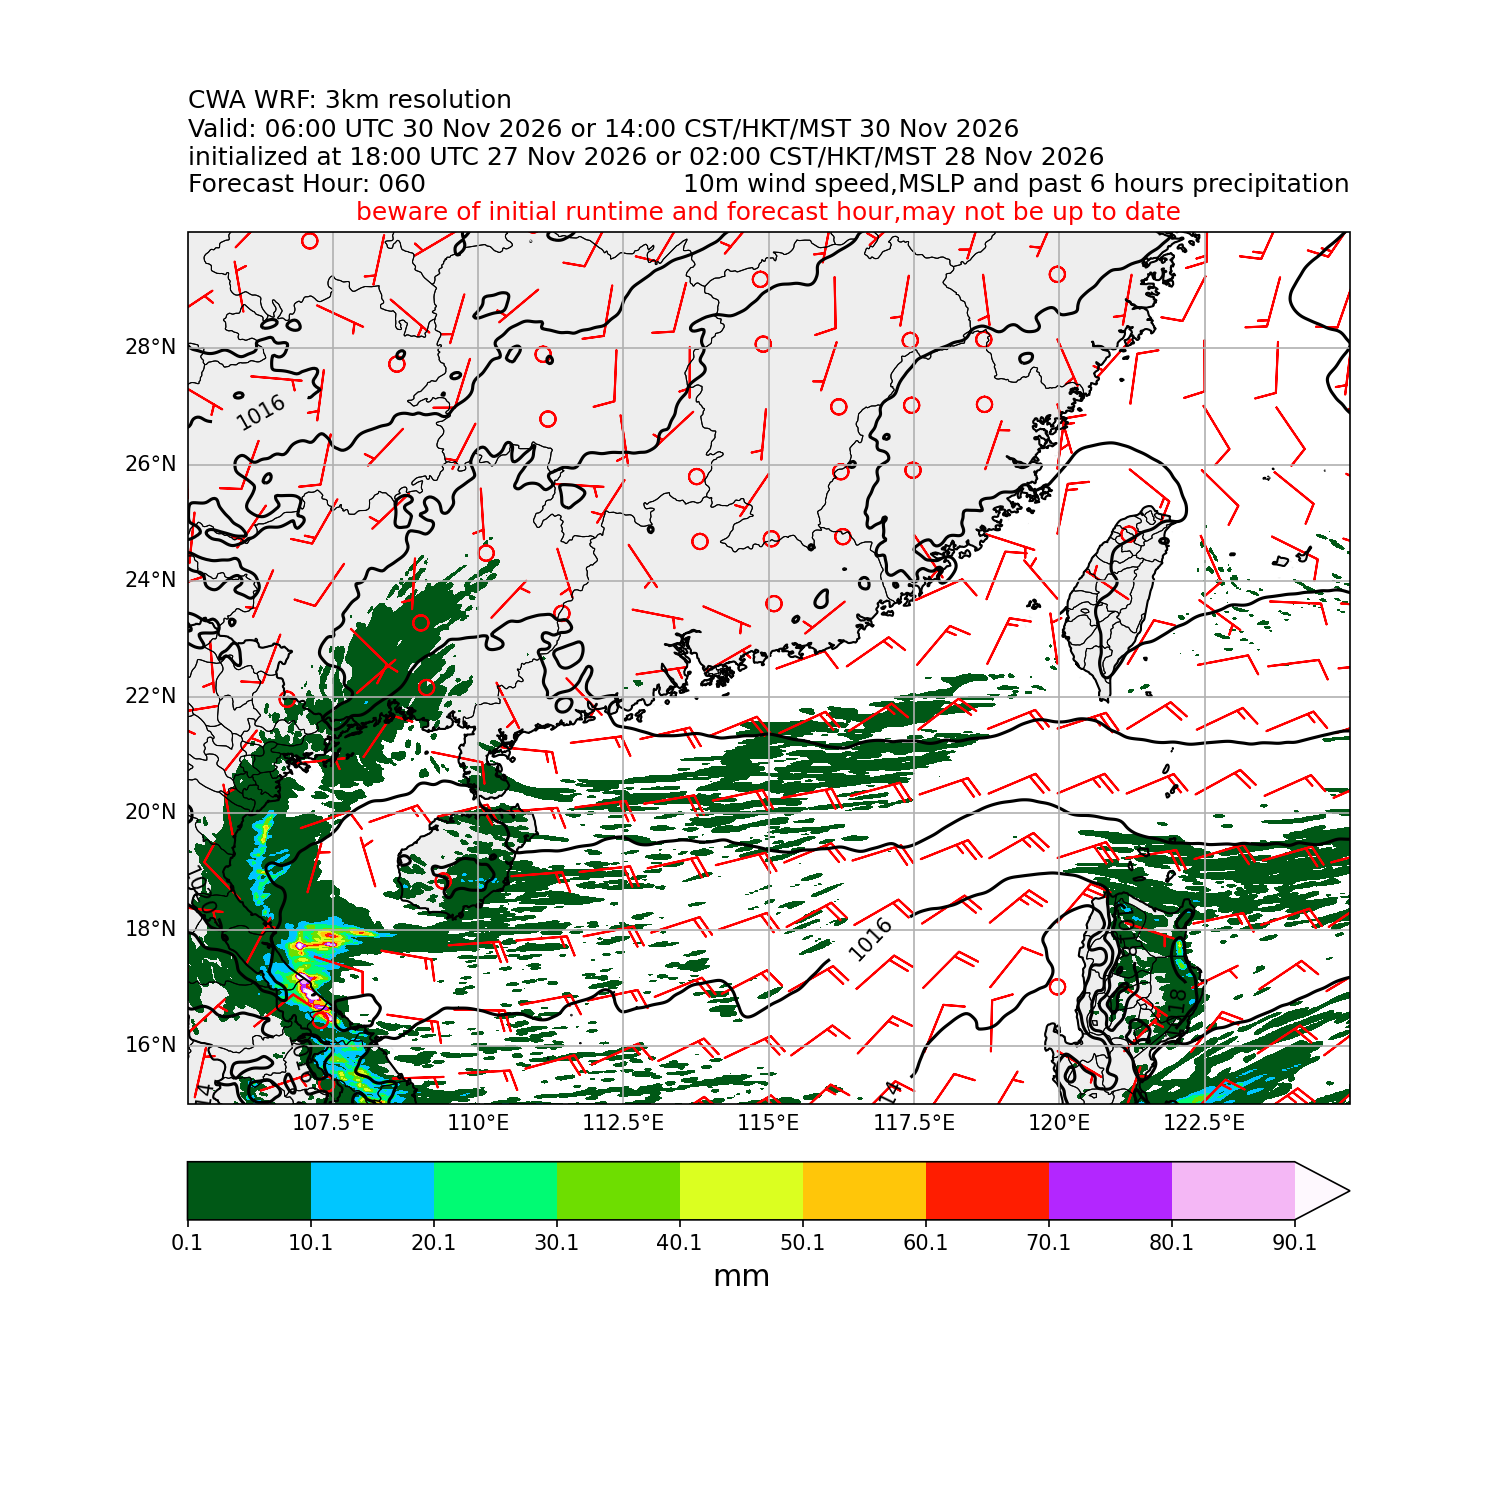 CWA WRF: 3km resolution
Valid: 06:00 UTC 30 Nov 2026 or 14:00 CST/HKT/MST 30 Nov 2026
initialized at 18:00 UTC 27 Nov 2026 or 02:00 CST/HKT/MST 28 Nov 2026
Forecast Hour: 060 10m wind speed,MSLP and past 6 hours precipitation
beware of initial runtime and forecast hour,may not be up to date
28°N
1016
26°N
24°N
22°N
20°N
18°N
1016
18
16°N
14
14
107.5°E 110°E 112.5°E 115°E 117.5°E 120°E 122.5°E
0.1 10.1 20.1 30.1 40.1 50.1 60.1 70.1 80.1 90.1
mm